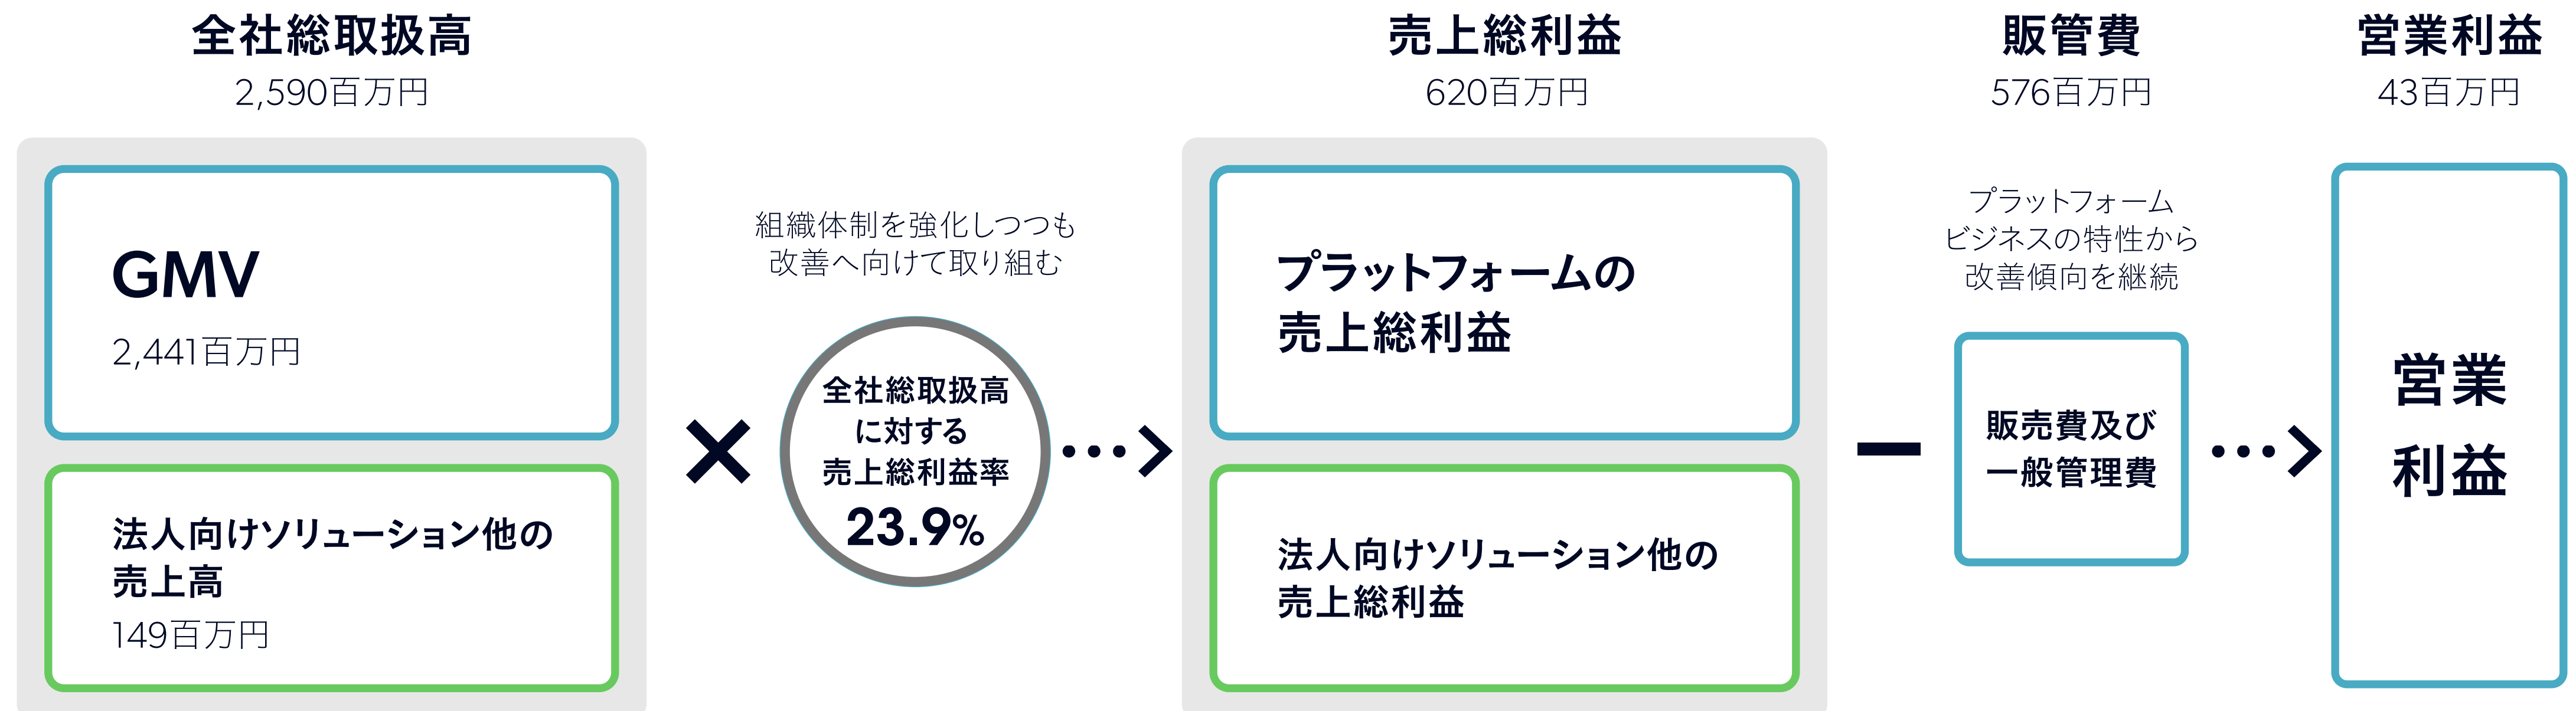 全社総取扱高
2,590百万円
GMV
2,441百万円
法人向けソリューション他の
売上高
149百万円
組織体制を強化しつつも
改善へ向けて取り組む
×
全社総取扱高
に対する
売上総利益率
23.9%
売上総利益
620百万円
プラットフォームの
売上総利益
法人向けソリューション他の
売上総利益
販管費
576百万円
プラットフォーム
ビジネスの特性から
改善傾向を継続
販売費及び
一般管理費
営業利益
43百万円
営業
利益